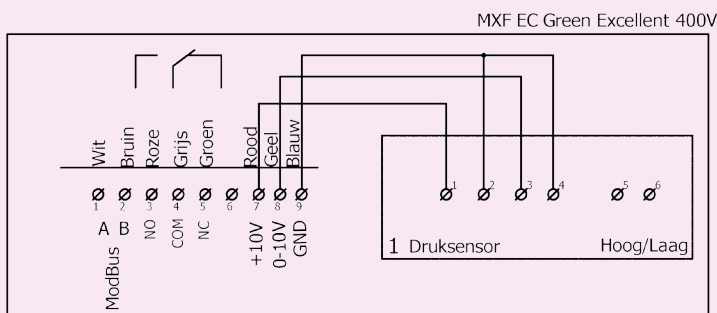 MXF EC Green Excellent 400V
Wit
Bruin
Roze
Grijs
Groen
Rood
Geel
Blauw
1 2 3 4 5 6 7 8 9
A B
NO
COM
NC
+10V
0-10V
GND
ModBus
1 2 3 4 5 6
1 Druksensor Hoog/Laag